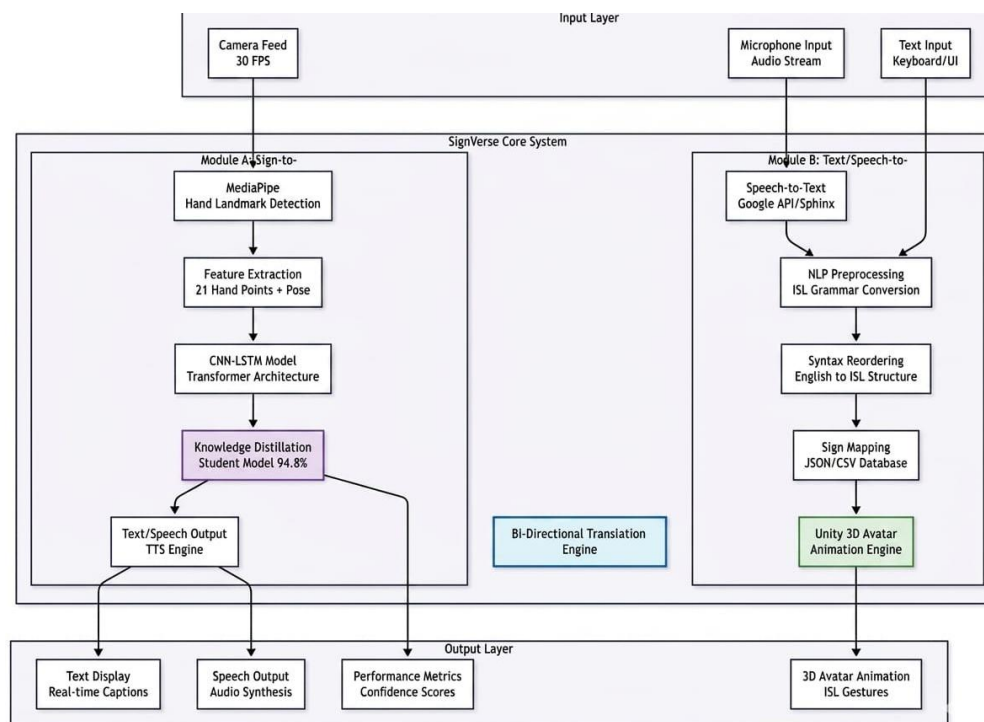 Input Layer
Camera Feed
30 FPS
Microphone Input
Audio Stream
Text Input
Keyboard/UI
SignVerse Core System
Module A: Sign-to-
MediaPipe
Hand Landmark Detection
Feature Extraction
21 Hand Points + Pose
CNN-LSTM Model
Transformer Architecture
Knowledge Distillation
Student Model 94.8%
Text/Speech Output
TTS Engine
Bi-Directional Translation
Engine
Module B: Text/Speech-to-
Speech-to-Text
Google API/Sphinx
NLP Preprocessing
ISL Grammar Conversion
Syntax Reordering
English to ISL Structure
Sign Mapping
JSON/CSV Database
Unity 3D Avatar
Animation Engine
Output Layer
Text Display
Real-time Captions
Speech Output
Audio Synthesis
Performance Metrics
Confidence Scores
3D Avatar Animation
ISL Gestures